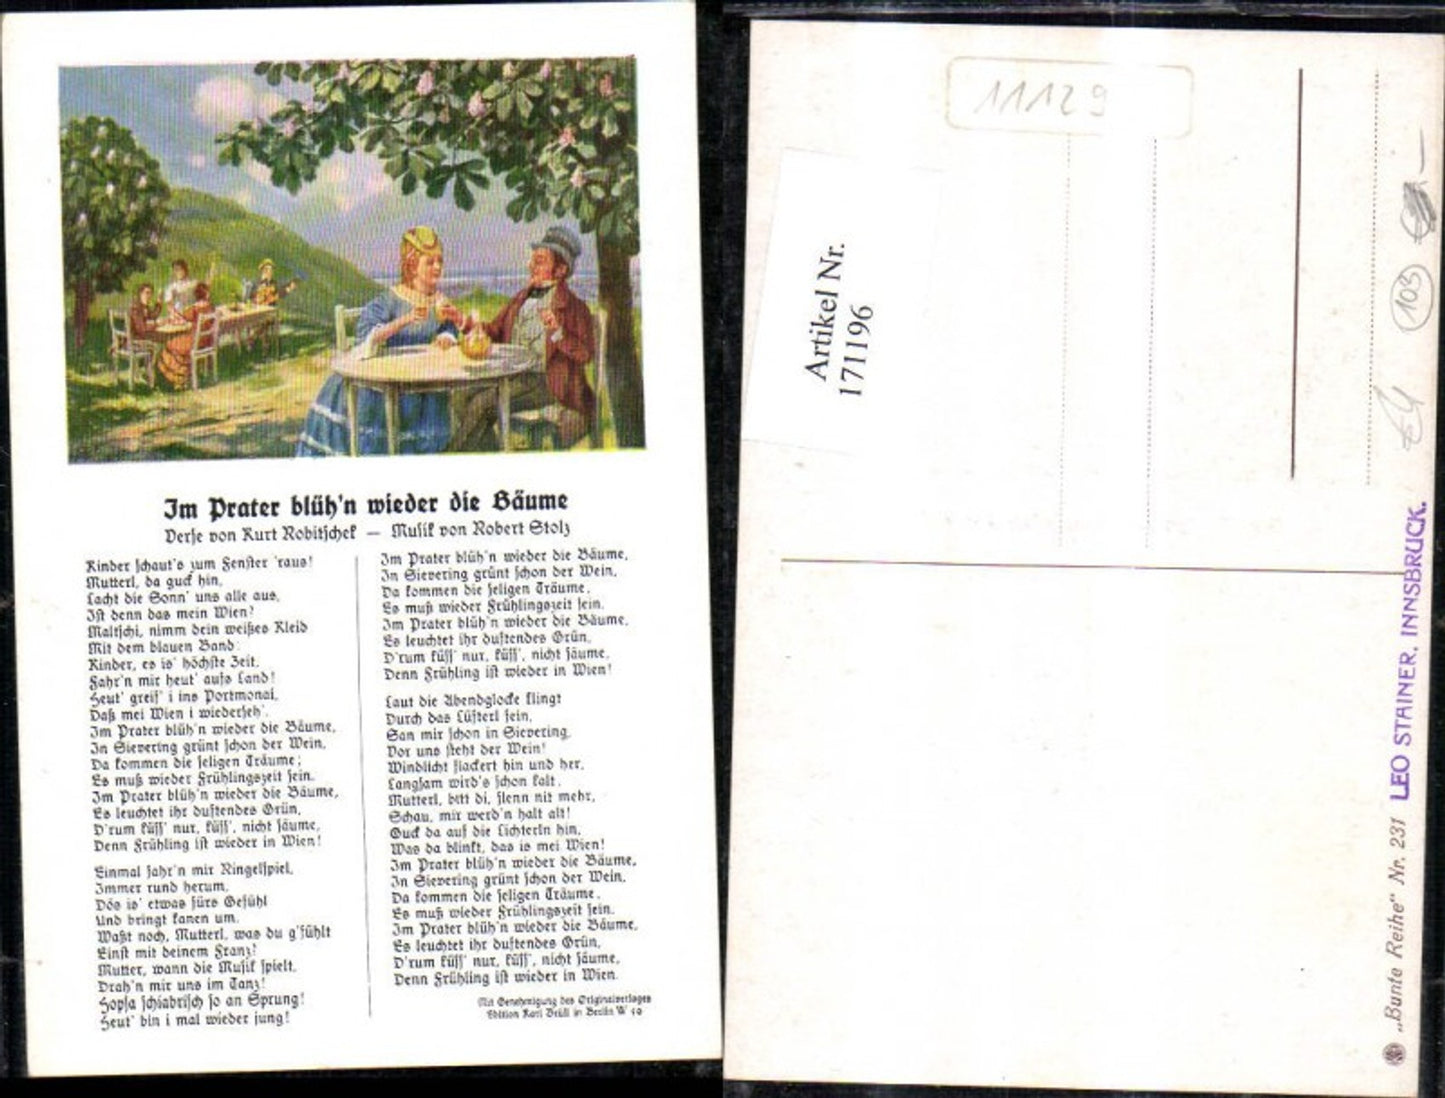 Im Prater blüh'n wieder die Bäume
Verse von Kurt Robitschek — Musik von Robert Stolz
Kinder schaut's zum Fenster 'raus!
Mutterl, da guck hin,
Lacht die Sonn' uns alle aus,
Ist denn das mein Wien?
Maltschi, nimm dein weißes Kleid
Mit dem blauen Band.
Kinder, es is' höchste Zeit,
Fahr'n mir heut' aufs Land!
Heut' greif' i ins Portmonai,
Daß mei Wien i wiederseh'.
Im Prater blüh'n wieder die Bäume,
In Sievering grünt schon der Wein,
Da kommen die seligen Träume;
Es muß wieder Frühlingszeit sein.
Im Prater blüh'n wieder die Bäume,
Es leuchtet ihr duftendes Grün,
D'rum küss' nur, küss', nicht säume,
Denn Frühling ist wieder in Wien!
Einmal fahr'n mir Ringelspiel,
Immer rund herum,
Dös is' etwas fürs Gefühl
Und bringt kanen um.
Waßt noch, Mutterl, was du g'fühlt
Einst mit deinem Franz?
Mutter, wann die Musik spielt,
Drah'n mir uns im Tanz!
Hopsa schiabrisch so an Sprung!
Heut' bin i mal wieder jung!
Im Prater blüh'n wieder die Bäume,
In Sievering grünt schon der Wein,
Da kommen die seligen Träume,
Es muß wieder Frühlingszeit sein.
Im Prater blüh'n wieder die Bäume,
Es leuchtet ihr duftendes Grün,
D'rum küss' nur, küss', nicht säume,
Denn Frühling ist wieder in Wien!
Laut die Abendglocke klingt
Durch das Lüfterl fein,
San mir schon in Sievering,
Vor uns steht der Wein!
Windlicht flackert hin und her,
Langsam wird's schon kalt,
Mutterl, bitt di, flenn nit mehr,
Schau, mir werd'n halt alt!
Guck da auf die Lichterln hin,
Was da blinkt, das is mei Wien!
Im Prater blüh'n wieder die Bäume,
In Sievering grünt schon der Wein,
Da kommen die seligen Träume,
Es muß wieder Frühlingszeit sein.
Im Prater blüh'n wieder die Bäume,
Es leuchtet ihr duftendes Grün,
D'rum küss' nur, küss', nicht säume,
Denn Frühling ist wieder in Wien.
Mit Genehmigung des Originalverlages
Edition Karl Brüll in Berlin W 50
11129
Artikel Nr.
171196
103
„Bunte Reihe" Nr. 231 LEO STAINER, INNSBRUCK.